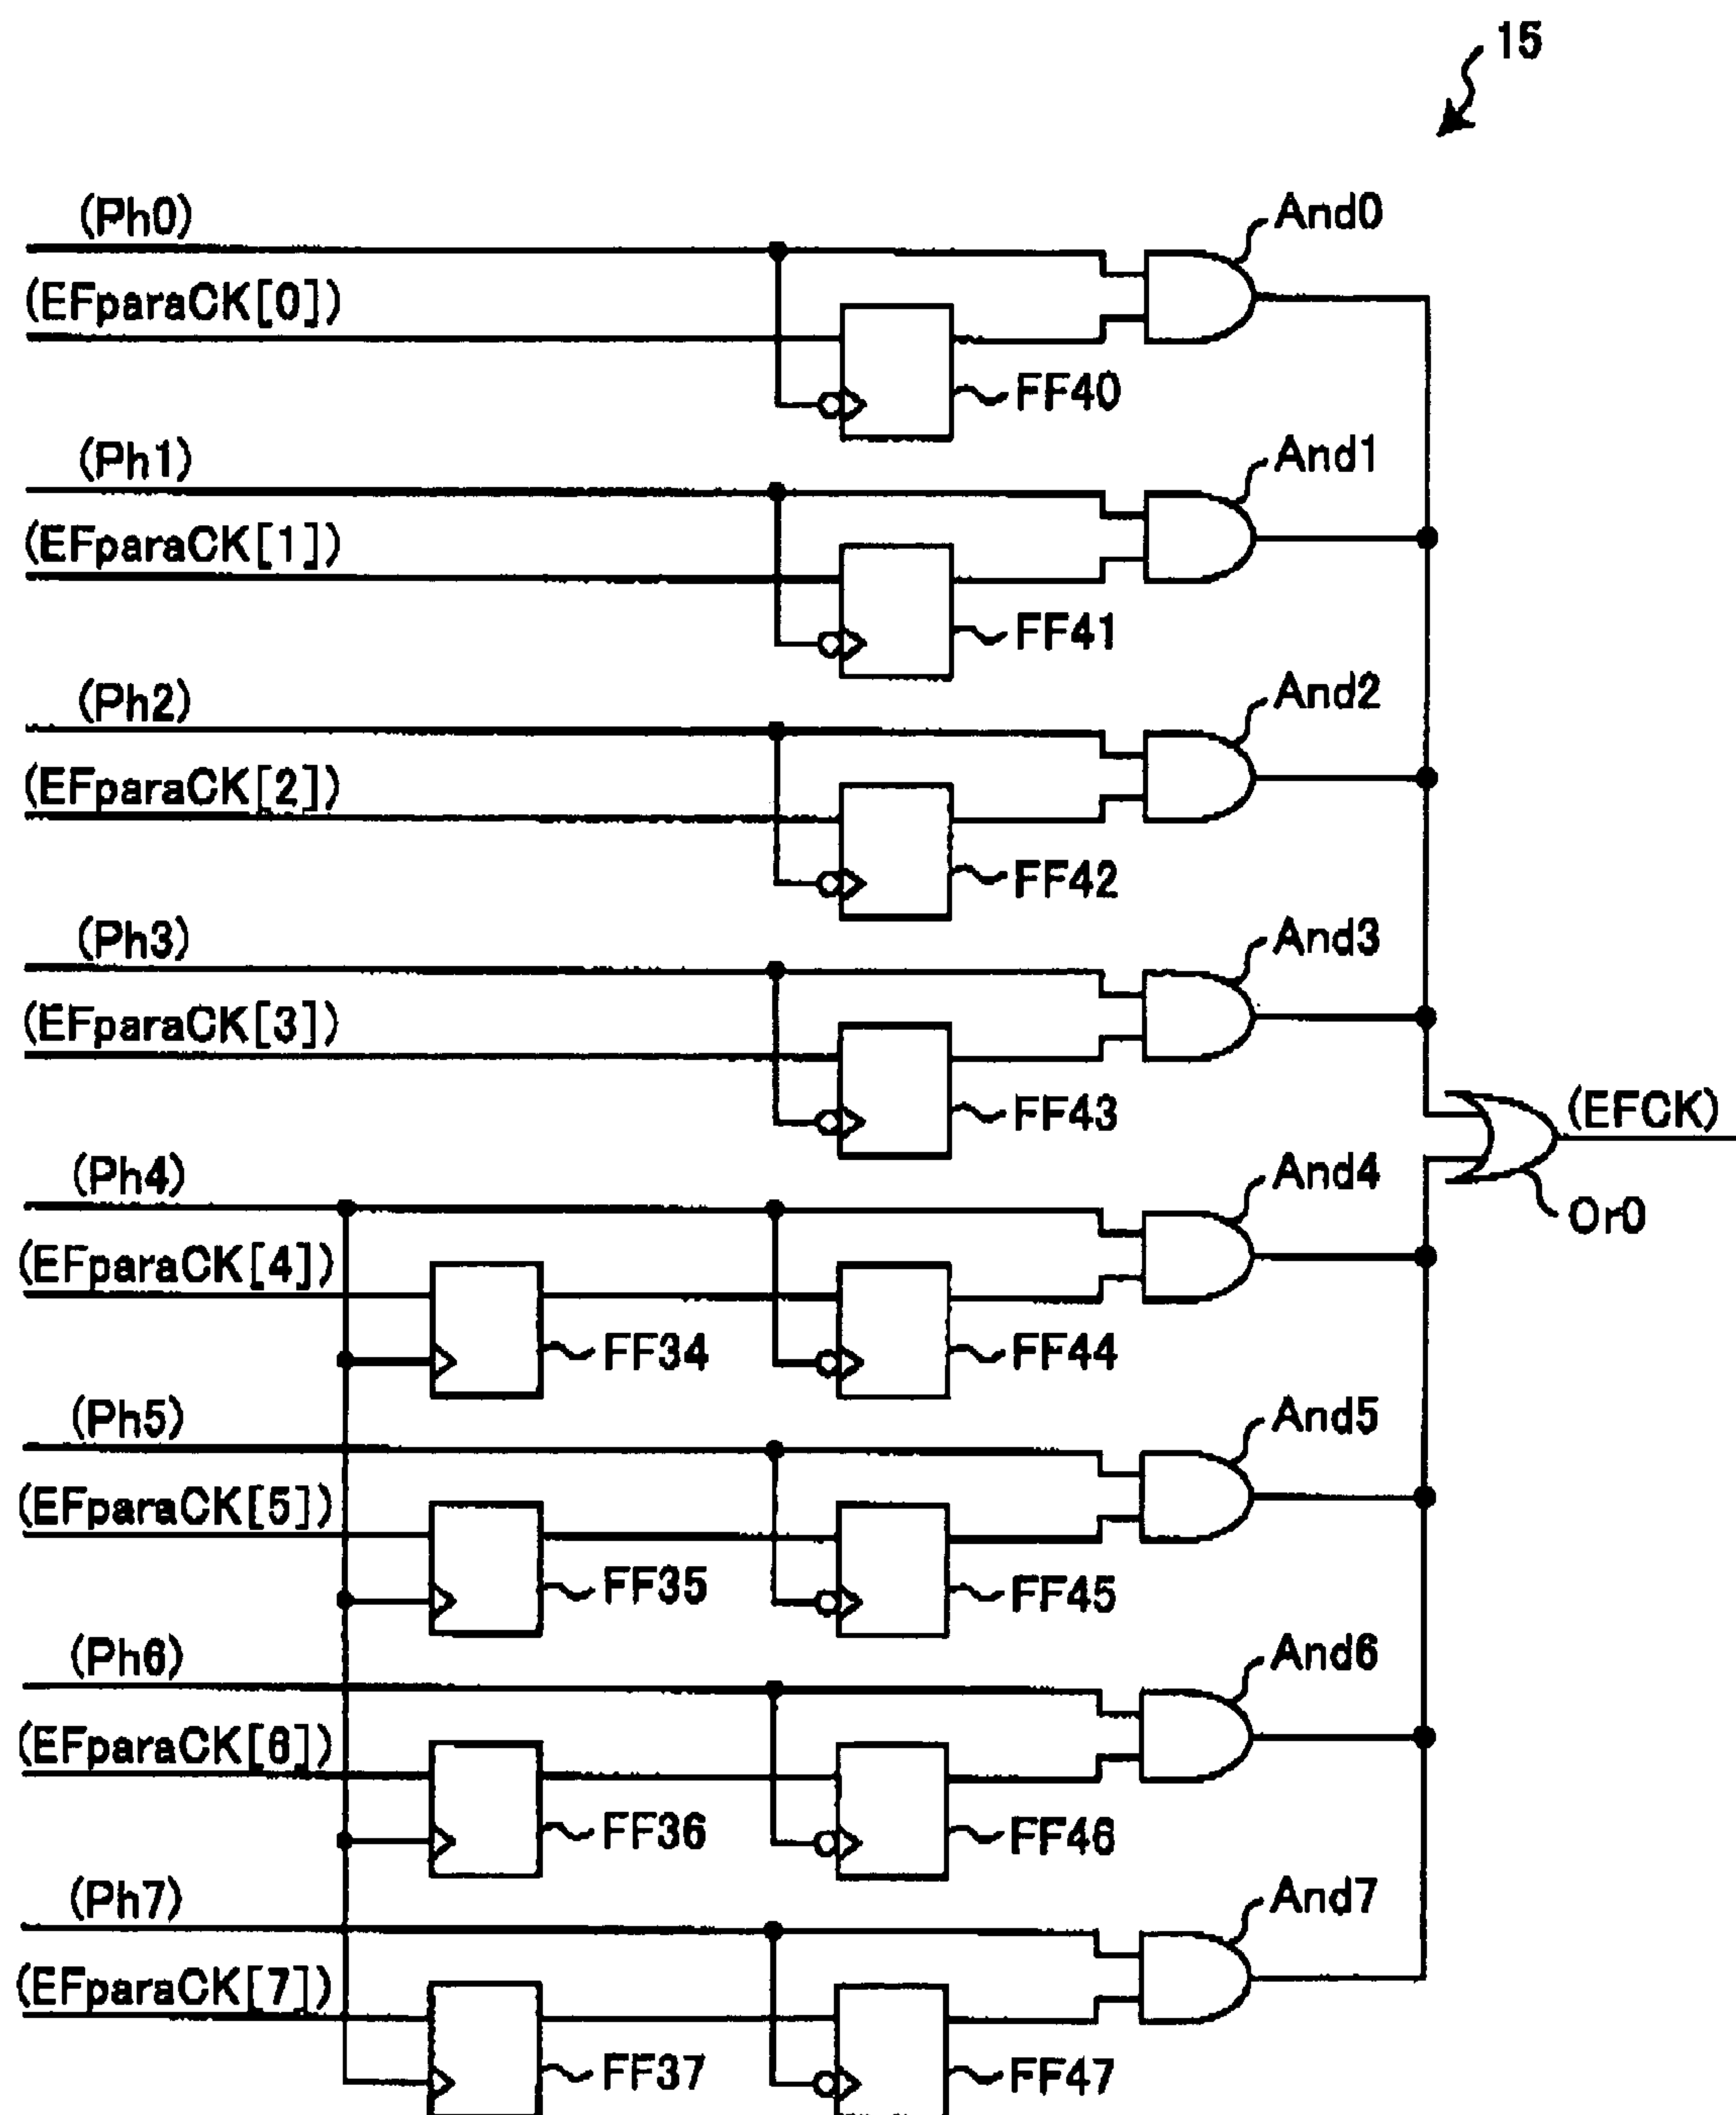 15
(Ph0)
And0
(EFparaCK[0])
FF40
(Ph1)
And1
(EFparaCK[1])
FF41
(Ph2)
And2
(EFparaCK[2])
FF42
(Ph3)
And3
(EFparaCK[3])
FF43
(EFCK)
Or0
(Ph4)
And4
(EFparaCK[4])
FF34
FF44
(Ph5)
And5
(EFparaCK[5])
FF35
FF45
(Ph6)
And6
(EFparaCK[6])
FF36
FF46
(Ph7)
And7
(EFparaCK[7])
FF37
FF47